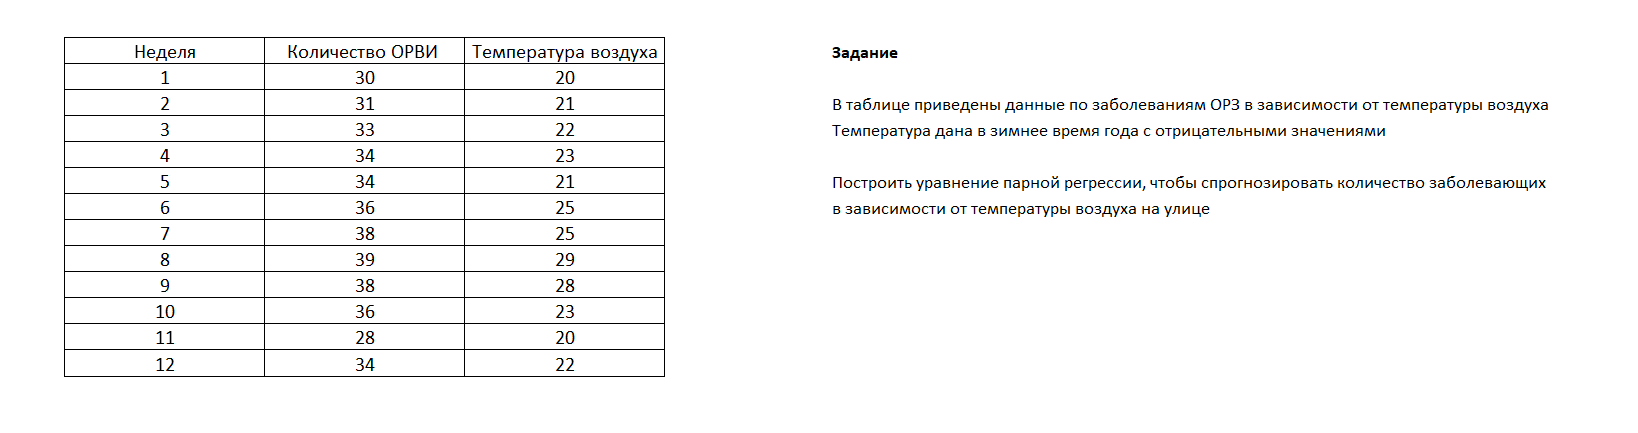 Неделя Количество ОРВИ Температура воздуха
1 30 20
2 31 21
3 33 22
4 34 23
5 34 21
6 36 25
7 38 25
8 39 29
9 38 28
10 36 23
11 28 20
12 34 22
Задание
В таблице приведены данные по заболеваниям ОРЗ в зависимости от температуры воздуха
Температура дана в зимнее время года с отрицательными значениями
Построить уравнение парной регрессии, чтобы спрогнозировать количество заболевающих
в зависимости от температуры воздуха на улице